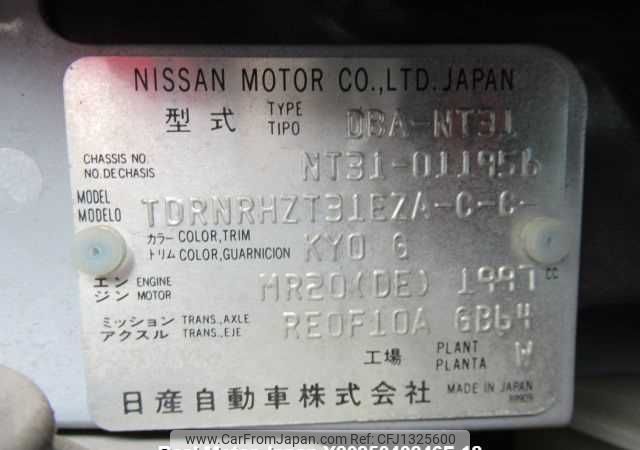 NISSAN MOTOR CO.,LTD. JAPAN
型式 TYPE TIPO DBA-NT31
CHASSIS NO. NO.DE CHASIS NT31-011956
MODEL MODELO TDRNRHZT31EZA-C-C-
カラー COLOR,TRIM トリム COLOR,GUARNICION KY0 G
エンジン ENGINE MOTOR MR20(DE) 1997 CC
ミッション TRANS.,AXLE アクスル TRANS.,EJE RE0F10A GB64
工場 PLANT PLANTA W
日産自動車株式会社 MADE IN JAPAN
www.CarFromJapan.com CFJ1325600